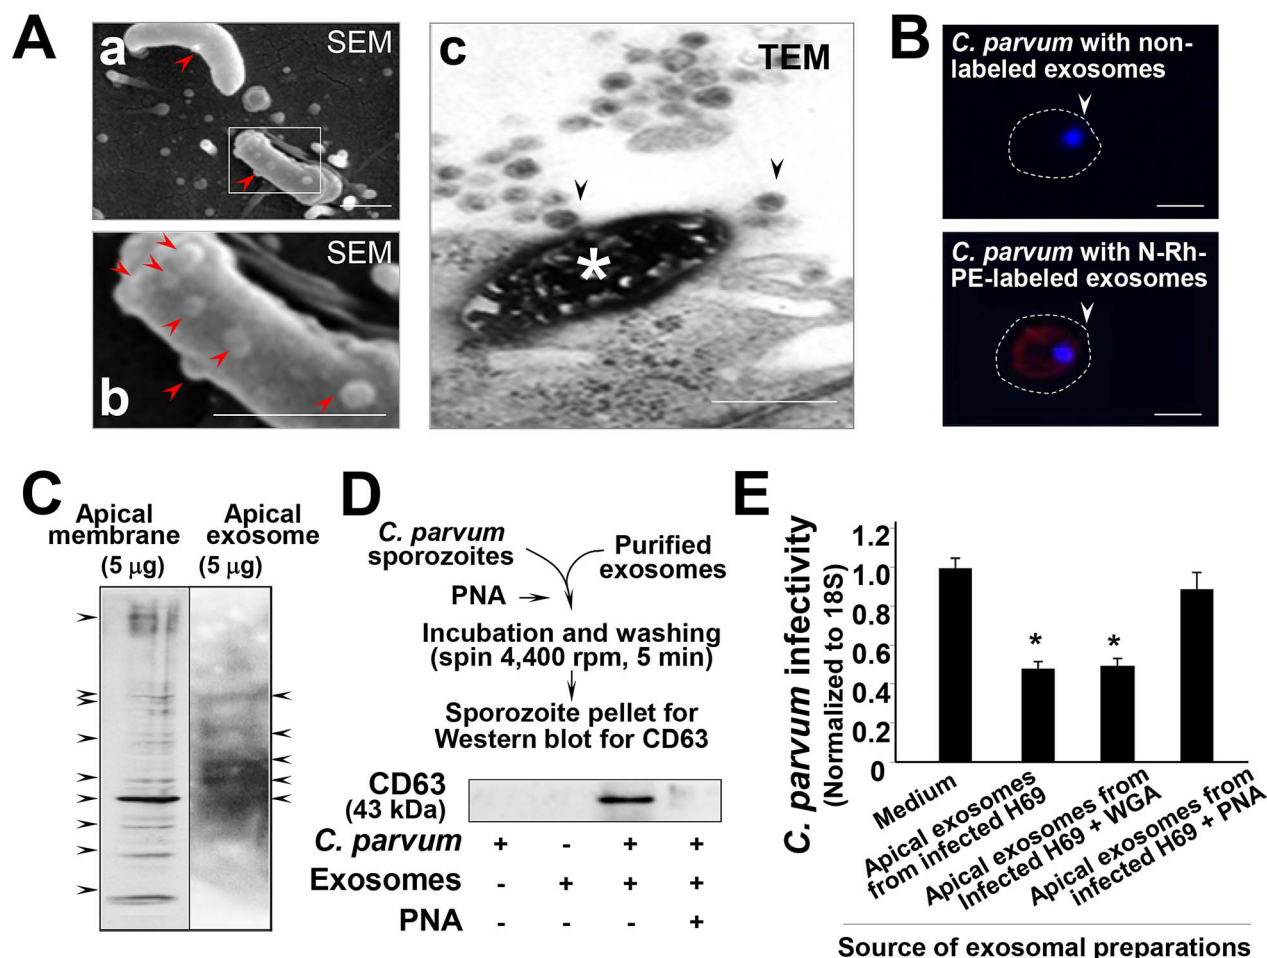 A
a
SEM
SEM
b
c
TEM
*
B
C. parvum with non-
labeled exosomes
C. parvum with N-Rh-
PE-labeled exosomes
C
Apical
membrane
(5 µg)
Apical
exosome
(5 µg)
D
C. parvum
sporozoites
Purified
exosomes
PNA
Incubation and washing
(spin 4,400 rpm, 5 min)
Sporozoite pellet for
Western blot for CD63
CD63
(43 kDa)
C. parvum + - + +
Exosomes - + + +
PNA - - - +
E
C. parvum infectivity
(Normalized to 18S)
1.2
1.0
0.8
0.6
0.4
0.2
0
* *
Medium
Apical exosomes
from infected H69
Apical exosomes from
Infected H69 + WGA
Apical exosomes from
infected H69 + PNA
Source of exosomal preparations